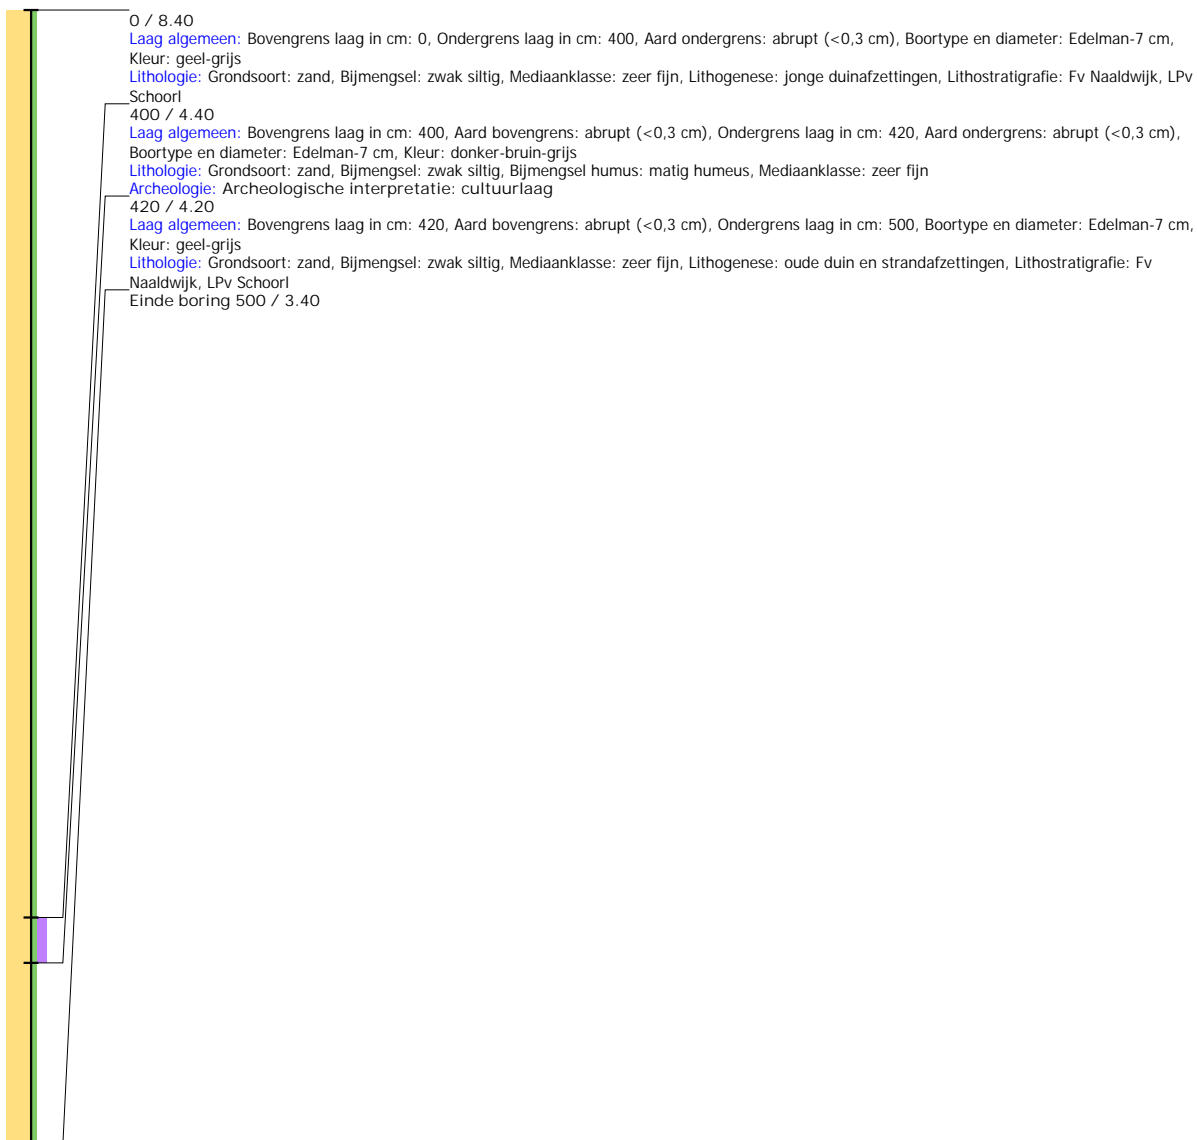 0 / 8.40
Laag algemeen: Bovengrens laag in cm: 0, Ondergrens laag in cm: 400, Aard ondergrens: abrupt (<0,3 cm), Boortype en diameter: Edelman-7 cm,
Kleur: geel-grijs
Lithologie: Grondsoort: zand, Bijmengsel: zwak siltig, Mediaanklasse: zeer fijn, Lithogenese: jonge duinafzettingen, Lithostratigrafie: Fv Naaldwijk, LPv
Schoorl
400 / 4.40
Laag algemeen: Bovengrens laag in cm: 400, Aard bovengrens: abrupt (<0,3 cm), Ondergrens laag in cm: 420, Aard ondergrens: abrupt (<0,3 cm),
Boortype en diameter: Edelman-7 cm, Kleur: donker-bruin-grijs
Lithologie: Grondsoort: zand, Bijmengsel: zwak siltig, Bijmengsel humus: matig humeus, Mediaanklasse: zeer fijn
Archeologie: Archeologische interpretatie: cultuurlaag
420 / 4.20
Laag algemeen: Bovengrens laag in cm: 420, Aard bovengrens: abrupt (<0,3 cm), Ondergrens laag in cm: 500, Boortype en diameter: Edelman-7 cm,
Kleur: geel-grijs
Lithologie: Grondsoort: zand, Bijmengsel: zwak siltig, Mediaanklasse: zeer fijn, Lithogenese: oude duin en strandafzettingen, Lithostratigrafie: Fv
Naaldwijk, LPv Schoorl
Einde boring 500 / 3.40